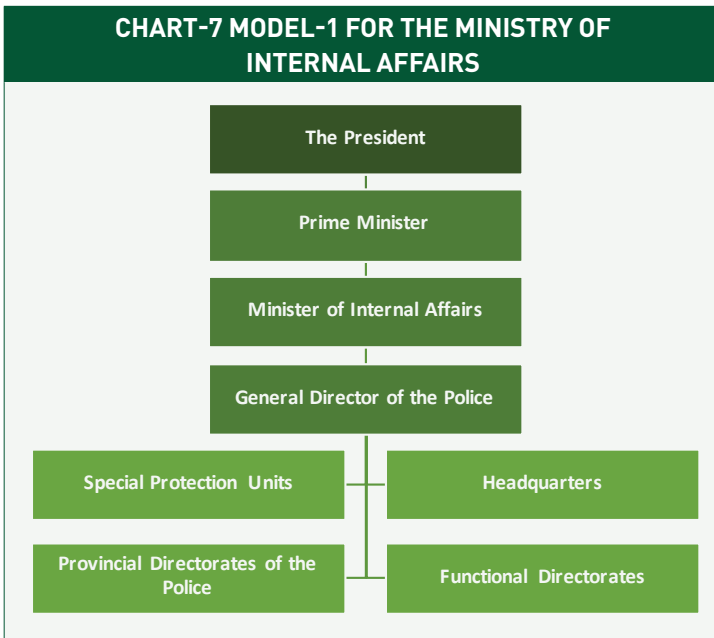 CHART-7 MODEL-1 FOR THE MINISTRY OF
INTERNAL AFFAIRS
The President
Prime Minister
Minister of Internal Affairs
General Director of the Police
Special Protection Units
Headquarters
Provincial Directorates of the
Police
Functional Directorates